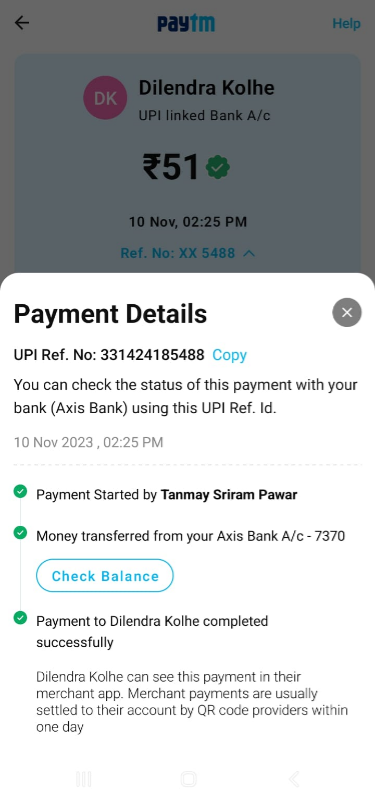 paytm
Help
DK
Dilendra Kolhe
UPI linked Bank A/c
₹51
10 Nov, 02:25 PM
Ref. No: XX 5488
Payment Details
UPI Ref. No: 331424185488 Copy
You can check the status of this payment with your
bank (Axis Bank) using this UPI Ref. Id.
10 Nov 2023 , 02:25 PM
Payment Started by Tanmay Sriram Pawar
Money transferred from your Axis Bank A/c - 7370
Check Balance
Payment to Dilendra Kolhe completed
successfully
Dilendra Kolhe can see this payment in their
merchant app. Merchant payments are usually
settled to their account by QR code providers within
one day